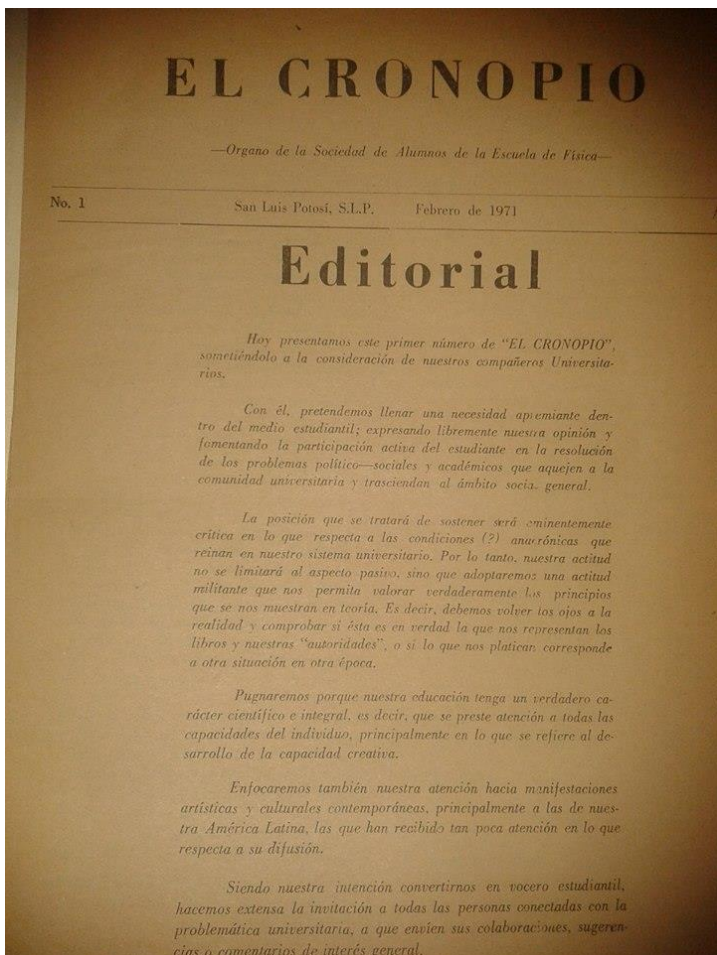 EL CRONOPIO
—Organo de la Sociedad de Alumnos de la Escuela de Física—
No. 1 San Luis Potosí, S.L.P. Febrero de 1971
Editorial
Hoy presentamos este primer número de "EL CRONOPIO",
sometiéndolo a la consideración de nuestros compañeros Universita-
rios.
Con él, pretendemos llenar una necesidad apremiante den-
tro del medio estudiantil; expresando libremente nuestra opinión y
fomentando la participación activa del estudiante en la resolución
de los problemas político—sociales y académicos que aquejen a la
comunidad universitaria y trasciendan al ámbito social general.
La posición que se tratará de sostener será eminentemente
crítica en lo que respecta a las condiciones (?) anacrónicas que
reinan en nuestro sistema universitario. Por lo tanto, nuestra actitud
no se limitará al aspecto pasivo, sino que adoptaremos una actitud
militante que nos permita valorar verdaderamente los principios
que se nos muestran en teoría. Es decir, debemos volver los ojos a la
realidad y comprobar si ésta es en verdad la que nos representan los
libros y nuestras "autoridades", o si lo que nos platican corresponde
a otra situación en otra época.
Pugnaremos porque nuestra educación tenga un verdadero ca-
rácter científico e integral, es decir, que se preste atención a todas las
capacidades del individuo, principalmente en lo que se refiere al de-
sarrollo de la capacidad creativa.
Enfocaremos también nuestra atención hacia manifestaciones
artísticas y culturales contemporáneas, principalmente a las de nues-
tra América Latina, las que han recibido tan poca atención en lo que
respecta a su difusión.
Siendo nuestra intención convertirnos en vocero estudiantil,
hacemos extensa la invitación a todas las personas conectadas con la
problemática universitaria, a que envíen sus colaboraciones, sugeren-
cias o comentarios de interés general.